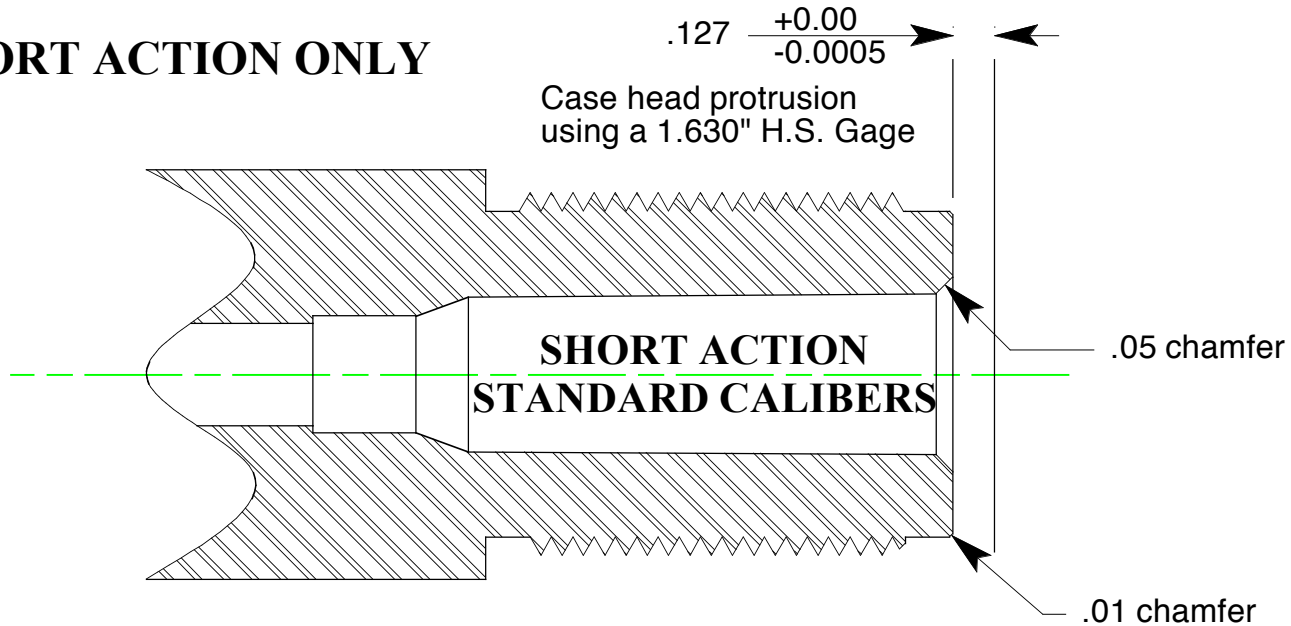 .127 +0.00
-0.0005
ORT ACTION ONLY
Case head protrusion
using a 1.630" H.S. Gage
SHORT ACTION
STANDARD CALIBERS
.05 chamfer
.01 chamfer